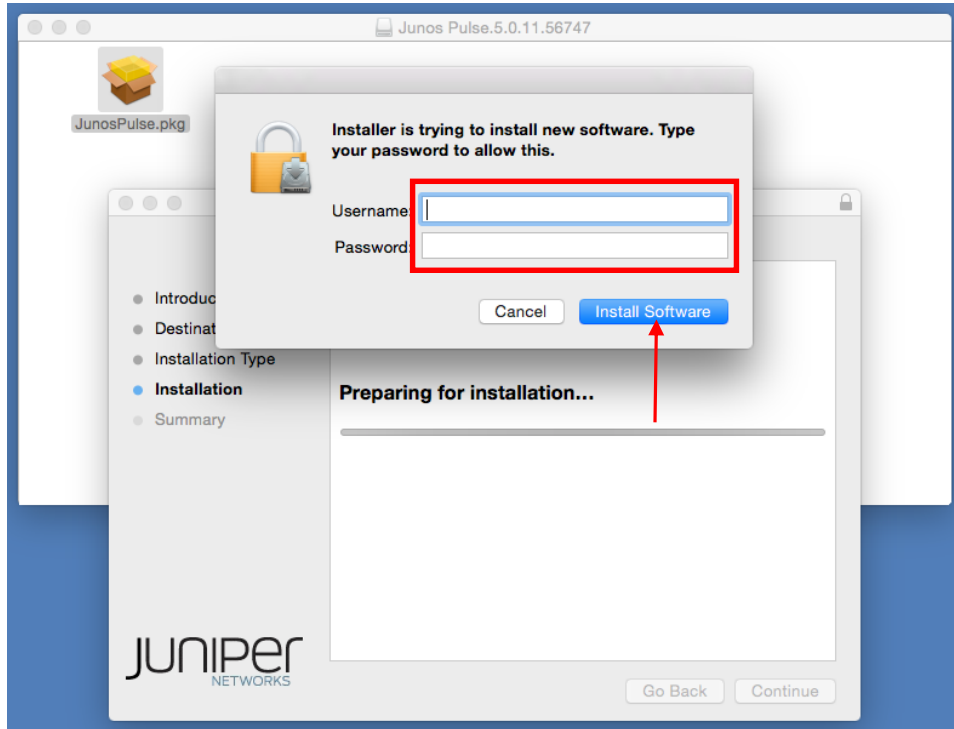 Junos Pulse.5.0.11.56747
JunosPulse.pkg
Installer is trying to install new software. Type
your password to allow this.
Username:
Password:
Cancel
Install Software
Introduc
Destinat
Installation Type
Installation
Summary
Preparing for installation...
JUNIPer
NETWORKS
Go Back
Continue